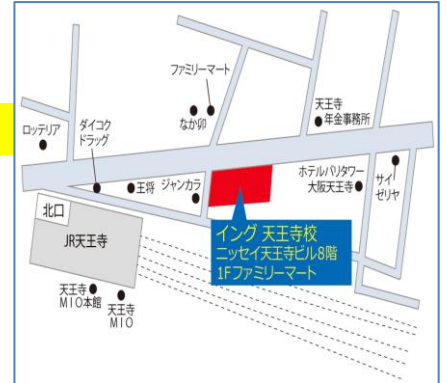 ファミリーマート
なか卯
天王寺
年金事務所
ロッテリア
ダイコク
ドラッグ
王将
ジャンカラ
ホテルバリタワー
大阪天王寺
サイ
ゼリヤ
北口
JR天王寺
イング 天王寺校
ニッセイ天王寺ビル8階
1Fファミリーマート
天王寺
MIO本館
天王寺
MIO